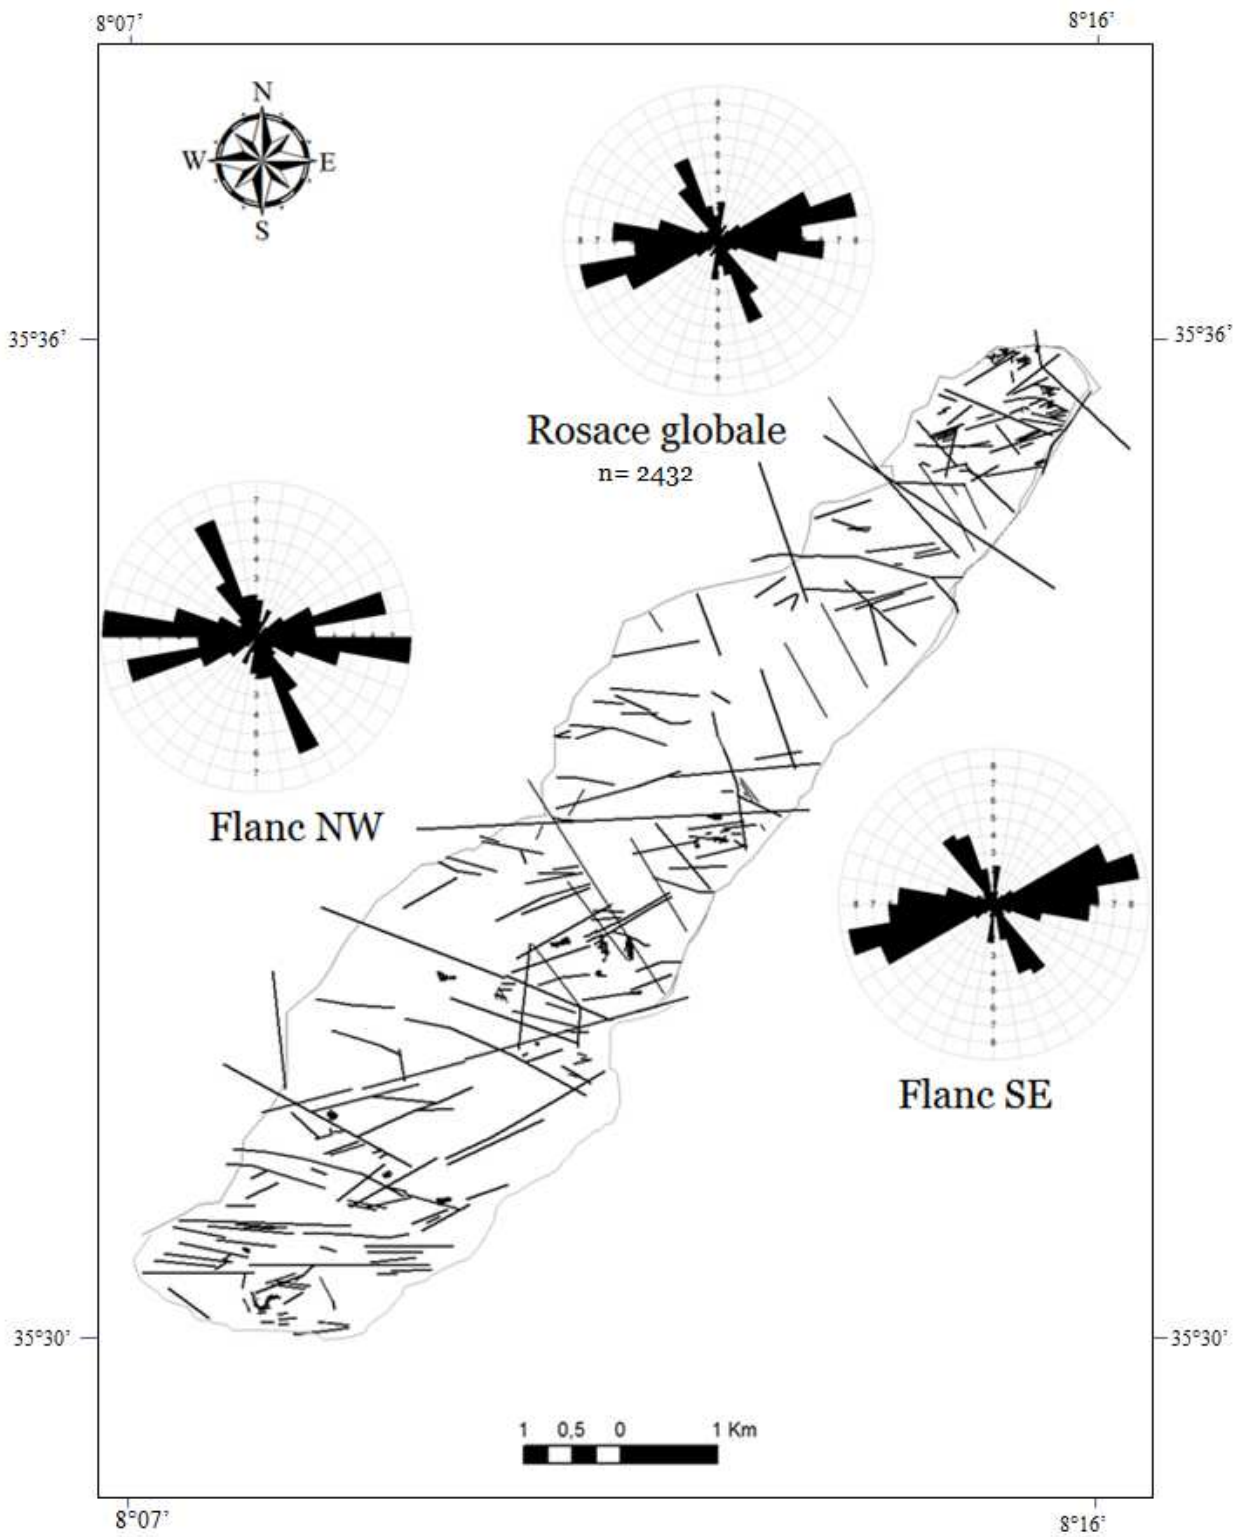 8°07’
8°16’
N
W
E
S
35°36’
35°36’
Rosace globale
n= 2432
Flanc NW
Flanc SE
35°30’
35°30’
1 0,5 0 1 Km
8°07’
8°16’